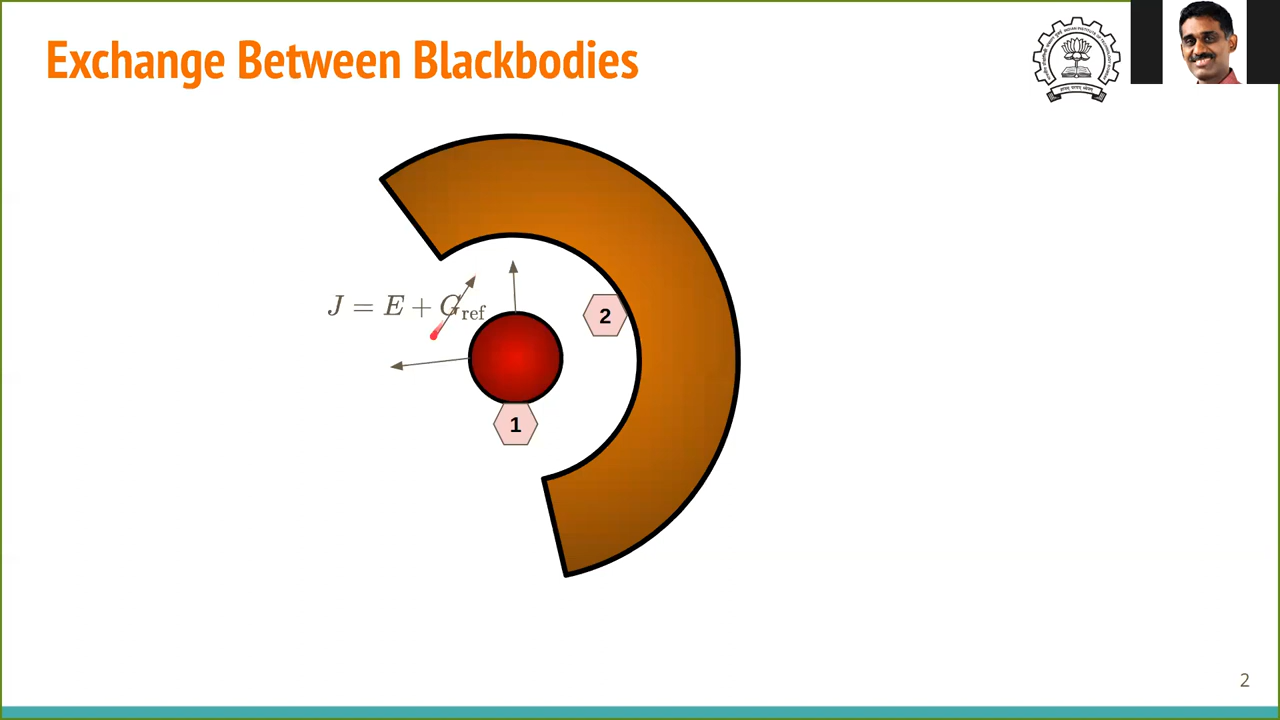 Exchange Between Blackbodies
J = E + G_ref
2
1
2